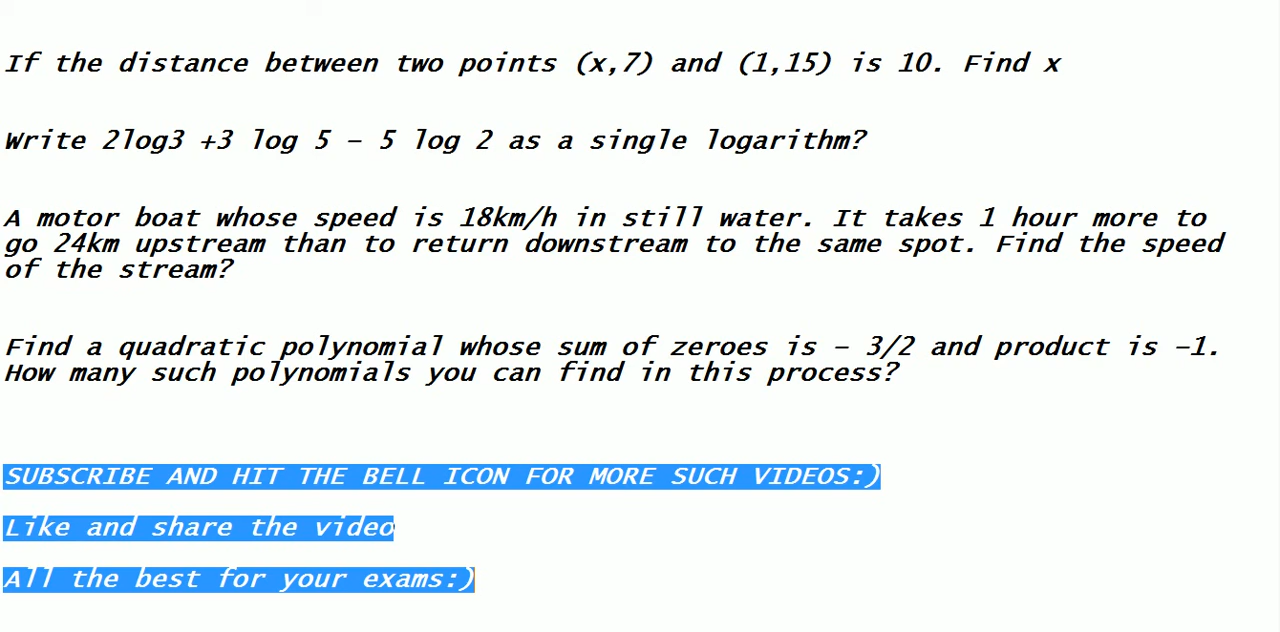 If the distance between two points (x,7) and (1,15) is 10. Find x
Write 2log3 +3 log 5 - 5 log 2 as a single logarithm?
A motor boat whose speed is 18km/h in still water. It takes 1 hour more to
go 24km upstream than to return downstream to the same spot. Find the speed
of the stream?
Find a quadratic polynomial whose sum of zeroes is - 3/2 and product is -1.
How many such polynomials you can find in this process?
SUBSCRIBE AND HIT THE BELL ICON FOR MORE SUCH VIDEOS:)
Like and share the video
All the best for your exams:)